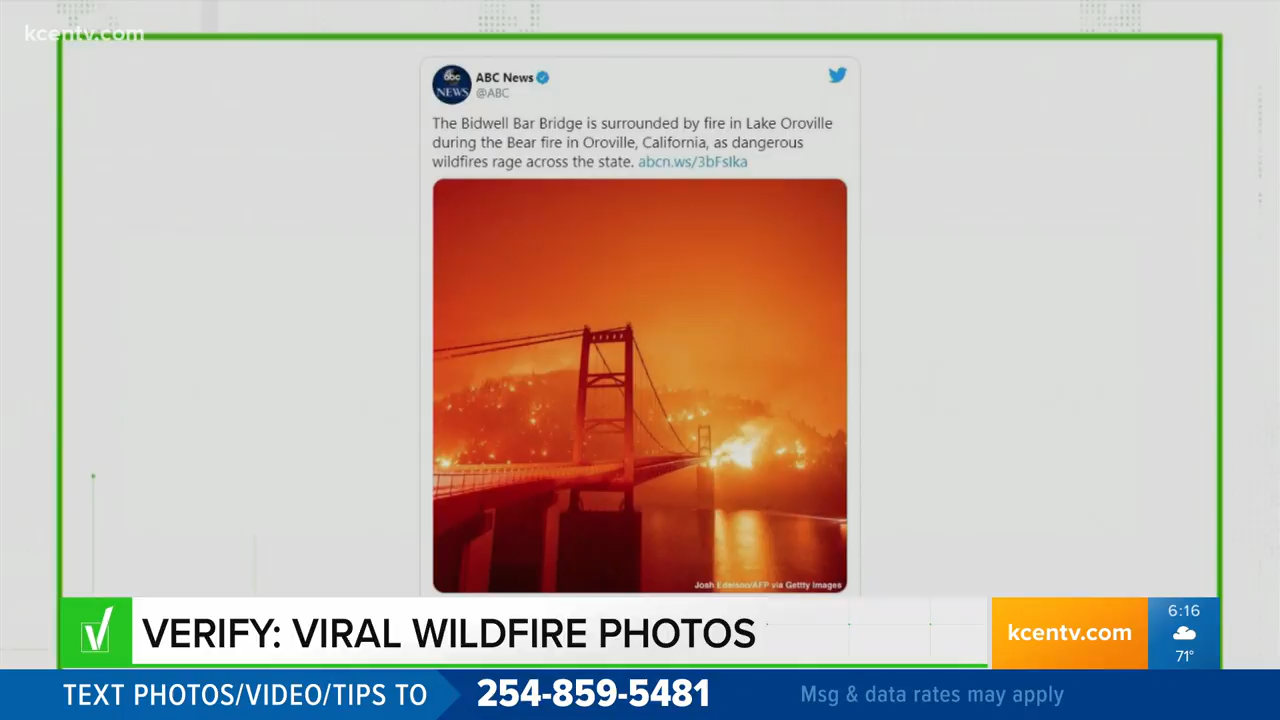 kcentv.com
abc
NEWS
ABC News
@ABC
The Bidwell Bar Bridge is surrounded by fire in Lake Oroville
during the Bear fire in Oroville, California, as dangerous
wildfires rage across the state. abcn.ws/3bFsIka
Josh Edelson/AFP via Gettty Images
VERIFY: VIRAL WILDFIRE PHOTOS
kcentv.com
6:16
71°
TEXT PHOTOS/VIDEO/TIPS TO
254-859-5481
Msg & data rates may apply